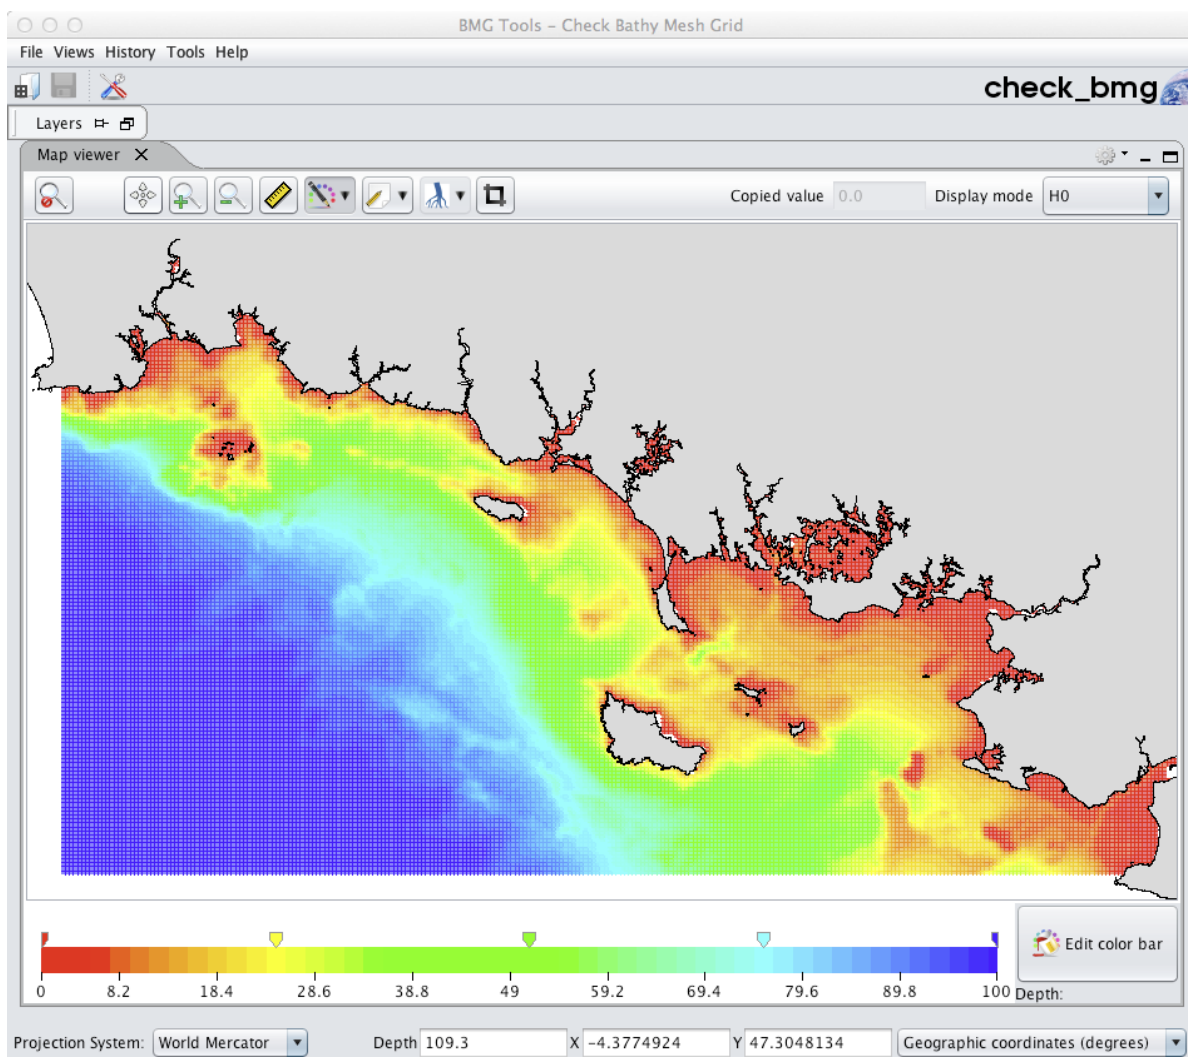 BMG Tools - Check Bathy Mesh Grid
File Views History Tools Help
check_bmg
Layers
Map viewer
Copied value 0.0 Display mode H0
Edit color bar
0 8.2 18.4 28.6 38.8 49 59.2 69.4 79.6 89.8 100 Depth:
Projection System: World Mercator Depth 109.3 X -4.3774924 Y 47.3048134 Geographic coordinates (degrees)